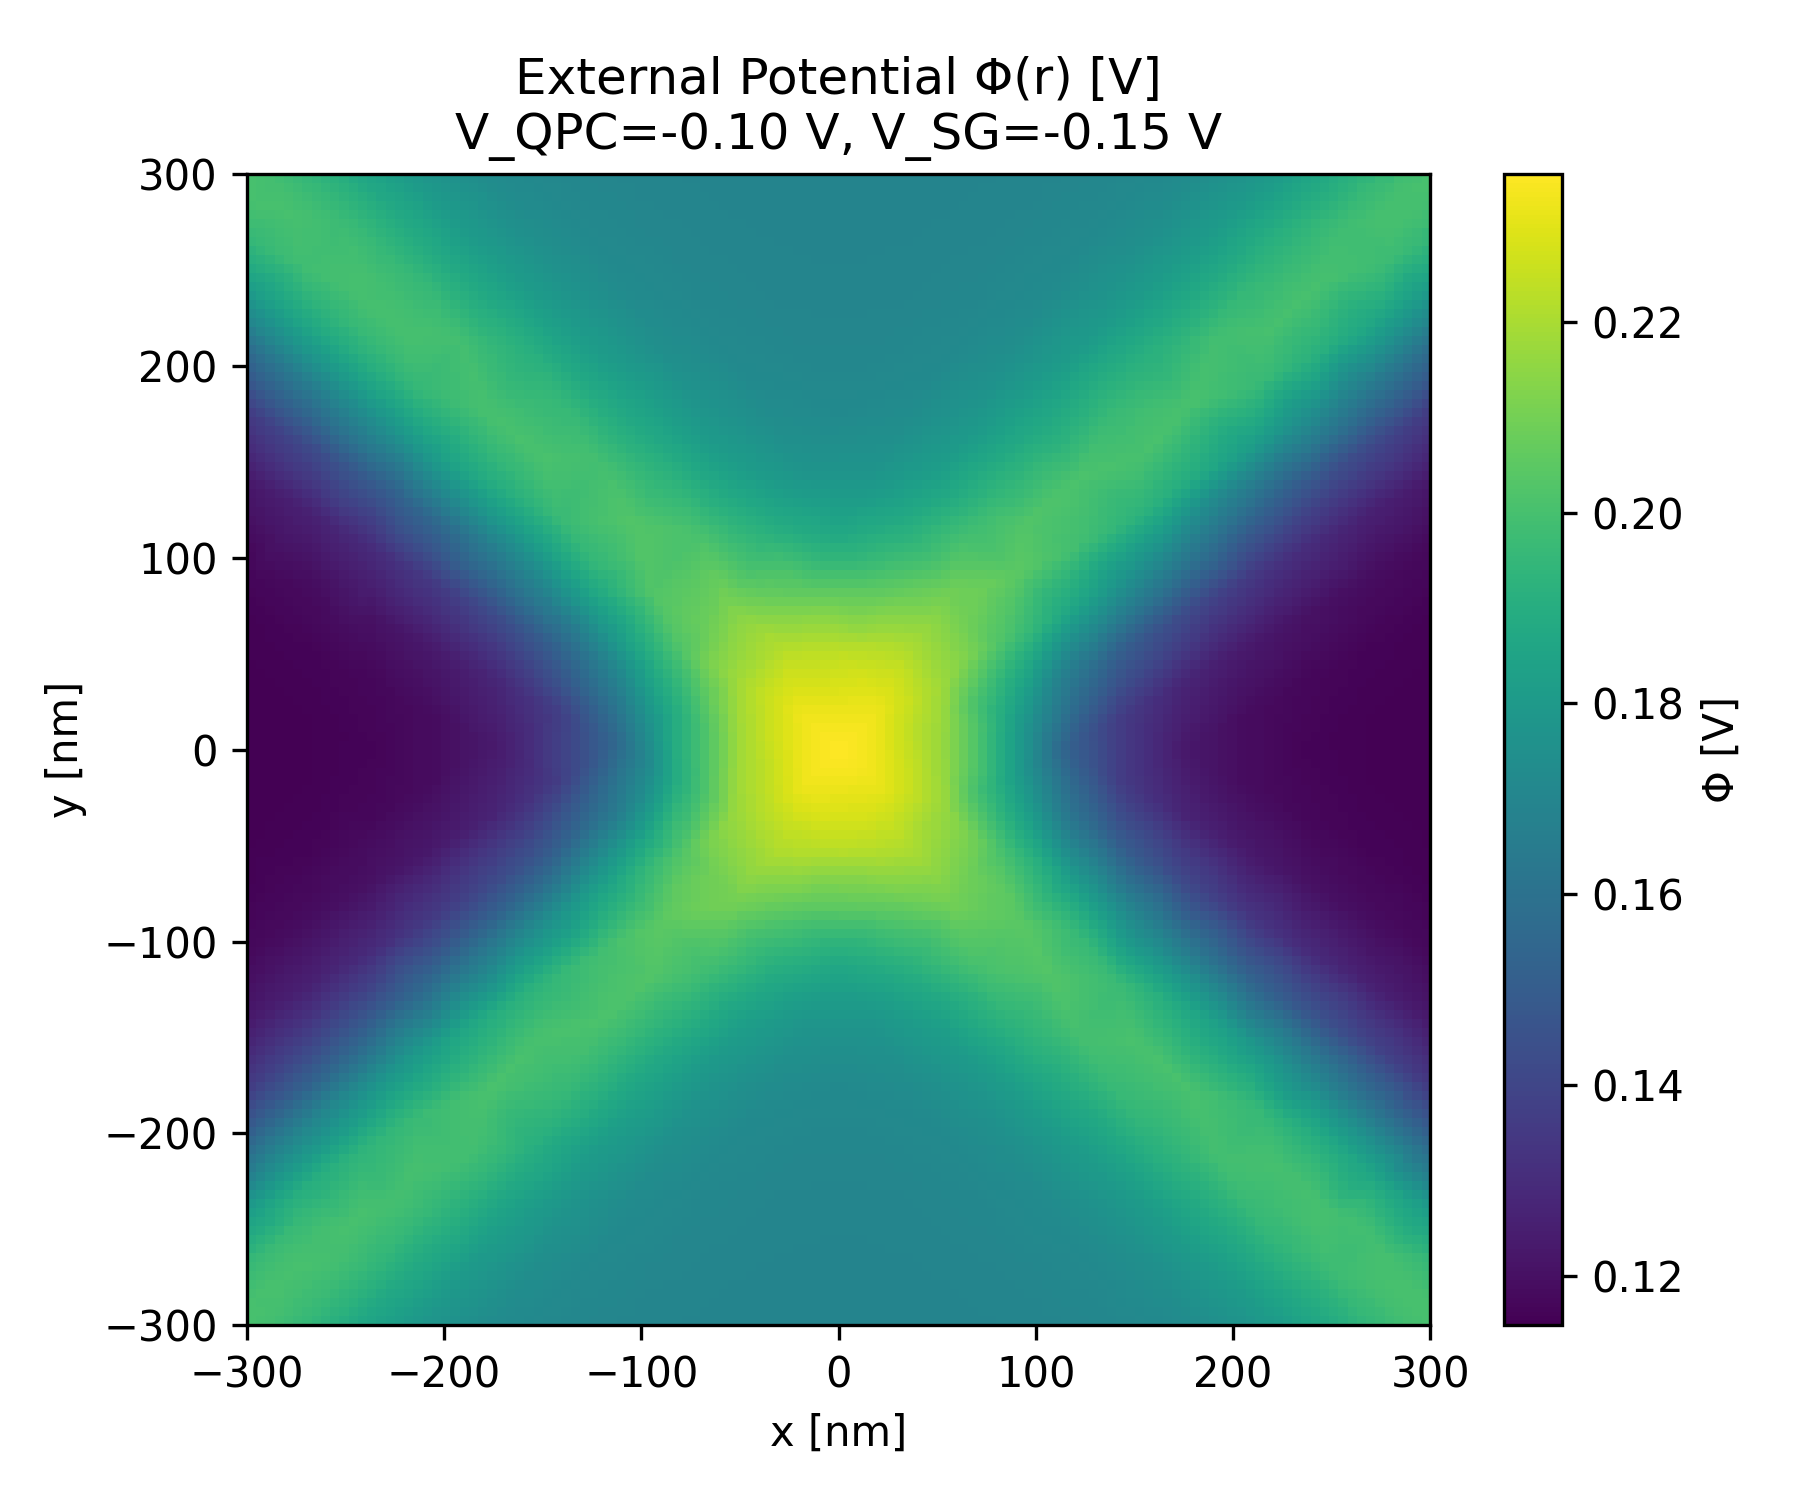 External Potential Φ(r) [V]
V_QPC=-0.10 V, V_SG=-0.15 V
300
200
100
0
−100
−200
−300
y [nm]
−300 −200 −100 0 100 200 300
x [nm]
0.22
0.20
0.18
0.16
0.14
0.12
Φ [V]